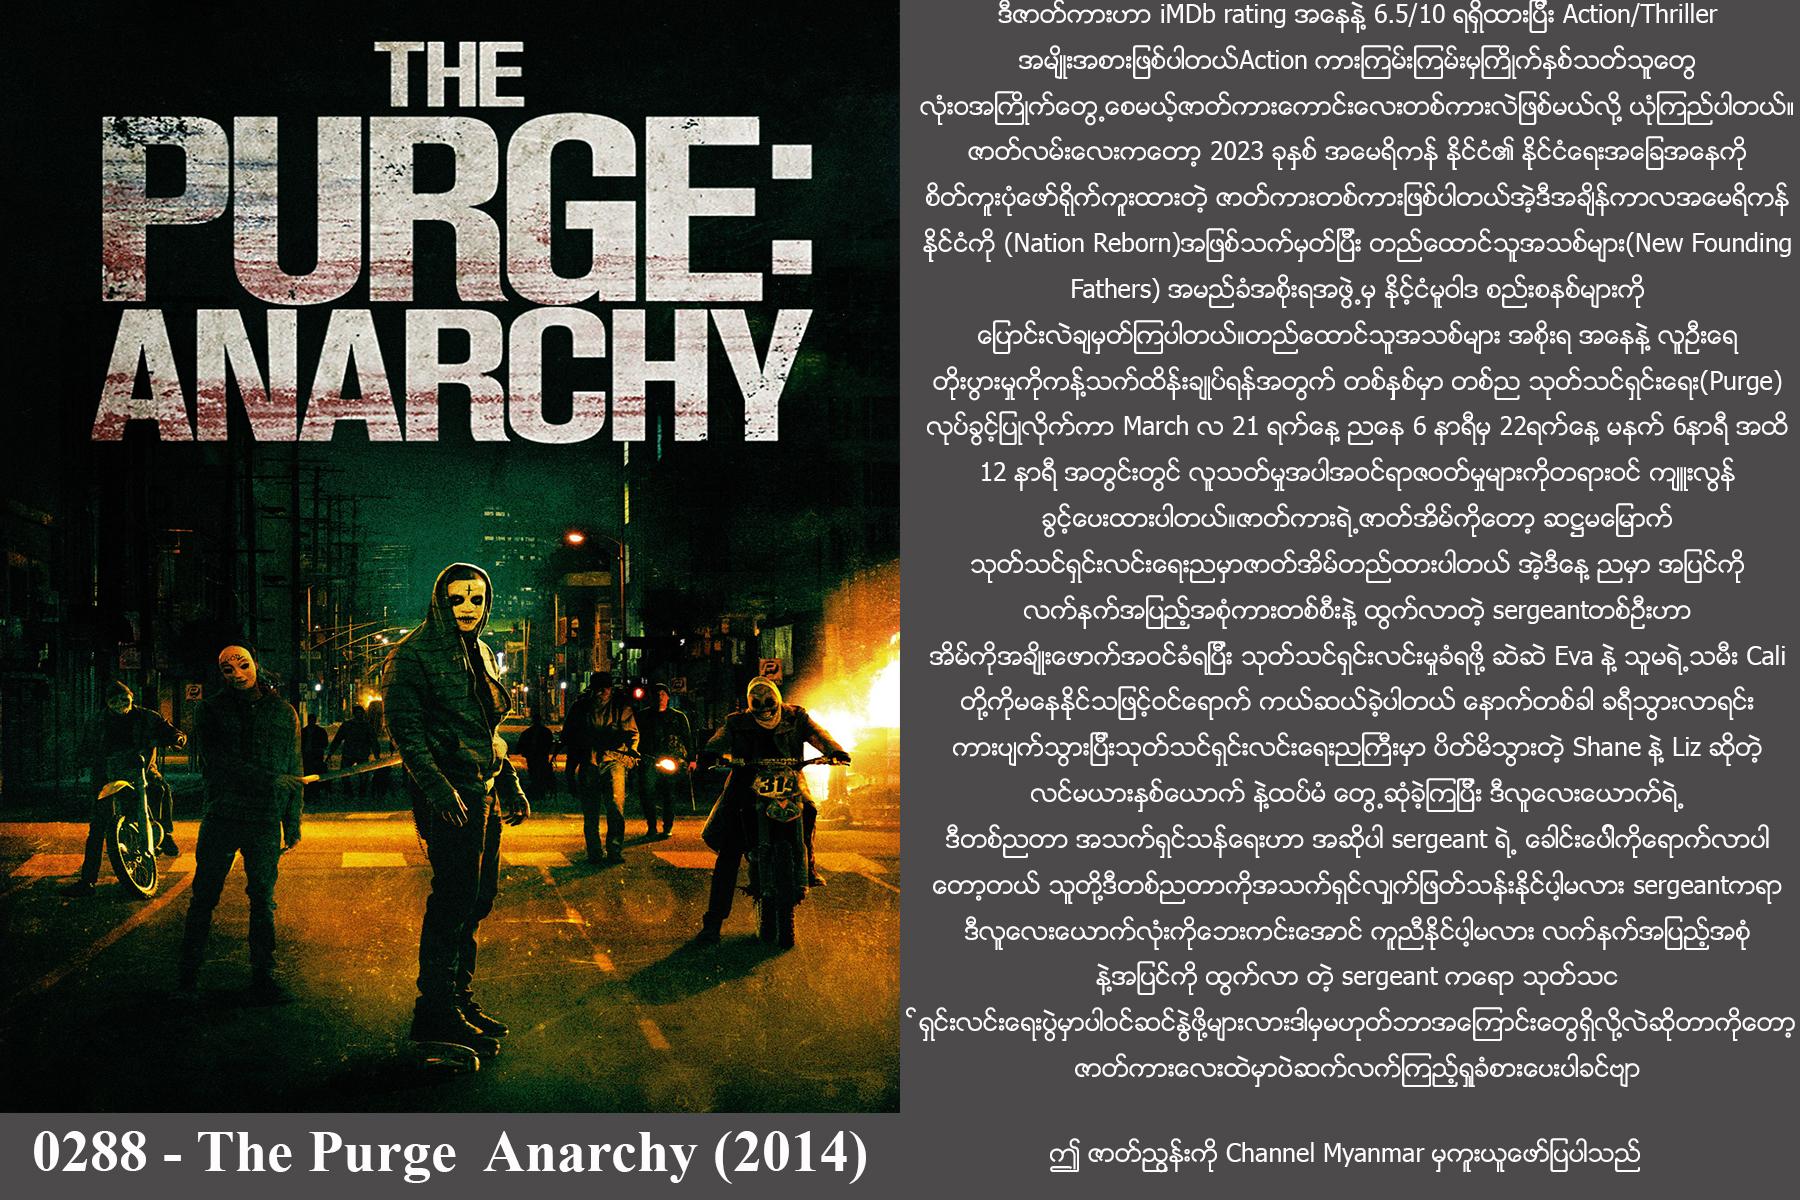 THE
PURGE:
ANARCHY
0288 - The Purge Anarchy (2014)
ဒီဇာတ်ကားဟာ iMDb rating အနေနဲ့ 6.5/10 ရရှိထားပြီး Action/Thriller
အမျိုးအစားဖြစ်ပါတယ်Action ကားကြမ်းကြမ်းမှကြိုက်နှစ်သတ်သူတွေ
လုံးဝအကြိုက်တွေ့စေမယ့်ဇာတ်ကားကောင်းလေးတစ်ကားလဲဖြစ်မယ်လို့ ယုံကြည်ပါတယ်။
ဇာတ်လမ်းလေးကတော့ 2023 ခုနှစ် အမေရိကန် နိုင်ငံ၏ နိုင်ငံရေးအခြေအနေကို
စိတ်ကူးပုံဖော်ရိုက်ကူးထားတဲ့ ဇာတ်ကားတစ်ကားဖြစ်ပါတယ်အဲ့ဒီအချိန်ကာလအမေရိကန်
နိုင်ငံကို (Nation Reborn)အဖြစ်သက်မှတ်ပြီး တည်ထောင်သူအသစ်များ(New Founding
Fathers) အမည်ခံအစိုးရအဖွဲ့မှ နိုင့်ငံမူဝါဒ စည်းစနစ်များကို
ပြောင်းလဲချမှတ်ကြပါတယ်။တည်ထောင်သူအသစ်များ အစိုးရ အနေနဲ့ လူဦးရေ
တိုးပွားမှုကိုကန့်သက်ထိန်းချုပ်ရန်အတွက် တစ်နှစ်မှာ တစ်ည သုတ်သင်ရှင်းရေး(Purge)
လုပ်ခွင့်ပြုလိုက်ကာ March လ 21 ရက်နေ့ ညနေ 6 နာရီမှ 22ရက်နေ့ မနက် 6နာရီ အထိ
12 နာရီ အတွင်းတွင် လူသတ်မှုအပါအဝင်ရာဇဝတ်မှုများကိုတရားဝင် ကျူးလွန်
ခွင့်ပေးထားပါတယ်။ဇာတ်ကားရဲ့ဇာတ်အိမ်ကိုတော့ ဆဋ္ဌမမြောက်
သုတ်သင်ရှင်းလင်းရေးညမှာဇာတ်အိမ်တည်ထားပါတယ် အဲ့ဒီနေ့ ညမှာ အပြင်ကို
လက်နက်အပြည့်အစုံကားတစ်စီးနဲ့ ထွက်လာတဲ့ sergeantတစ်ဦးဟာ
အိမ်ကိုအချိုးဖောက်အဝင်ခံရပြီး သုတ်သင်ရှင်းလင်းမှုခံရဖို့ ဆဲဆဲ Eva နဲ့ သူမရဲ့သမီး Cali
တို့ကိုမနေနိုင်သဖြင့်ဝင်ရောက် ကယ်ဆယ်ခဲ့ပါတယ် နောက်တစ်ခါ ခရီသွားလာရင်း
ကားပျက်သွားပြီးသုတ်သင်ရှင်းလင်းရေးညကြီးမှာ ပိတ်မိသွားတဲ့ Shane နဲ့ Liz ဆိုတဲ့
လင်မယားနှစ်ယောက် နဲ့ထပ်မံ တွေ့ဆုံခဲ့ကြပြီး ဒီလူလေးယောက်ရဲ့
ဒီတစ်ညတာ အသက်ရှင်သန်ရေးဟာ အဆိုပါ sergeant ရဲ့ ခေါင်းပေါ်ကိုရောက်လာပါ
တော့တယ် သူတို့ဒီတစ်ညတာကိုအသက်ရှင်လျှက်ဖြတ်သန်းနိုင်ပါ့မလား sergeantကရာ
ဒီလူလေးယောက်လုံးကိုဘေးကင်းအောင် ကူညီနိုင်ပါ့မလား လက်နက်အပြည့်အစုံ
နဲ့အပြင်ကို ထွက်လာ တဲ့ sergeant ကရော သုတ်သင
်ရှင်းလင်းရေးပွဲမှာပါဝင်ဆင်နွဲဖို့များလားဒါမှမဟုတ်ဘာအကြောင်းတွေရှိလို့လဲဆိုတာကိုတော့
ဇာတ်ကားလေးထဲမှာပဲဆက်လက်ကြည့်ရှုခံစားပေးပါခင်ဗျာ
ဤ ဇာတ်ညွှန်းကို Channel Myanmar မှကူးယူဖော်ပြပါသည်